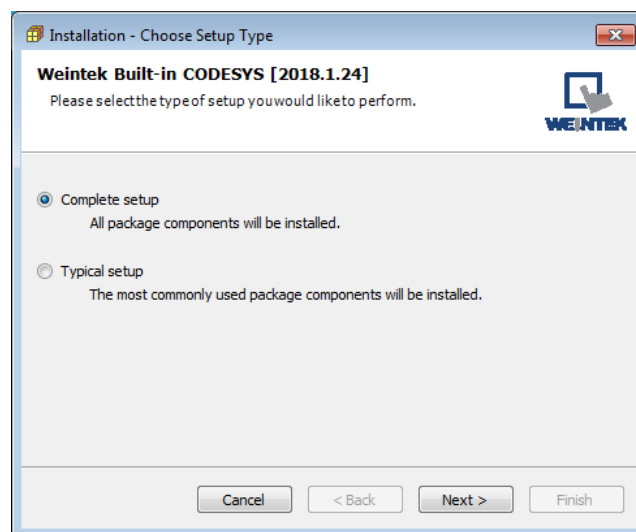 Installation - Choose Setup Type
Weintek Built-in CODESYS [2018.1.24]
Please select the type of setup you would like to perform.
WEINTEK
Complete setup
All package components will be installed.
Typical setup
The most commonly used package components will be installed.
Cancel < Back Next > Finish